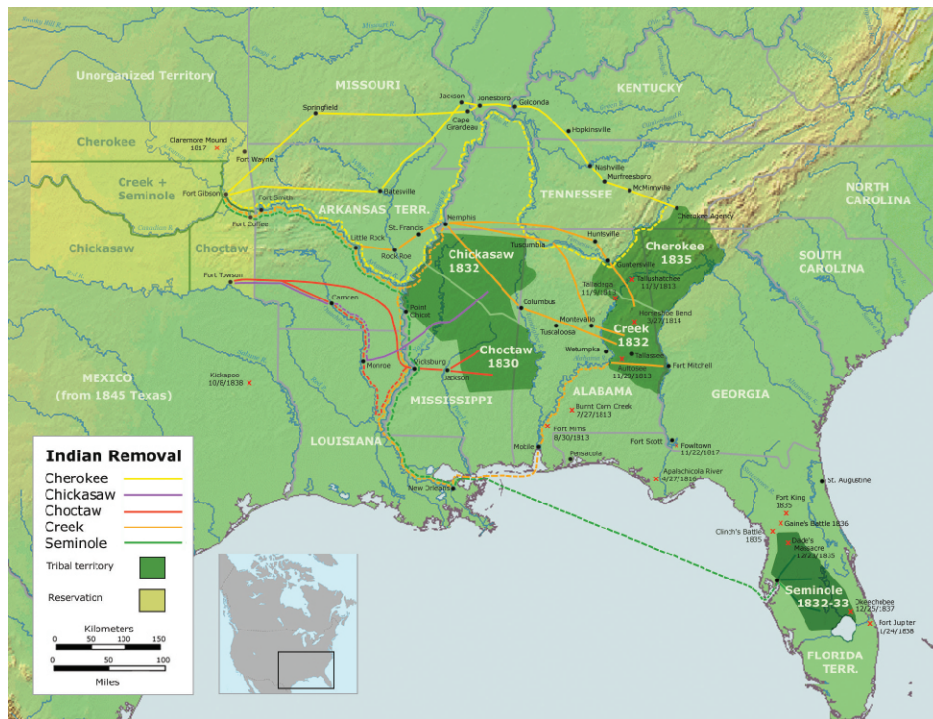 Unorganized Territory
MISSOURI
KENTUCKY
Jackson
Jonesboro
Golconda
Springfield
Cape
Girardeau
Hopkinsville
Cherokee
Claremore Mound
1817
Fort Wayne
Nashville
Murfreesboro
McMinnville
Creek +
Seminole
Fort Gibson
Batesville
TENNESSEE
NORTH
CAROLINA
Fort Smith
ARKANSAS TERR.
Cherokee Agency
Canadian R.
Fort Coffee
St. Francis
Memphis
Chickasaw
Choctaw
Little Rock
Rock Roe
Tuscumbia
Huntsville
Chickasaw
1832
Gunterville
Cherokee
1835
SOUTH
CAROLINA
Fort Towson
Tallushatchee
11/3/1813
Talladega
Camden
Point
Chicot
Columbus
Horseshoe Bend
3/27/1814
Montevallo
Tuscaloosa
Creek
1832
Choctaw
1830
Wetumpka
Tallassee
Monroe
Vicksburg
Jackson
Fort Mitchell
Autosee
11/29/1813
MEXICO
(from 1845 Texas)
Kickapoo
10/8/1838
MISSISSIPPI
ALABAMA
GEORGIA
Burnt Corn Creek
7/27/1813
LOUISIANA
Fort Mims
8/30/1813
Fort Scott
Fowltown
11/22/1817
Mobile
Pensacola
Apalachicola River
4/27/1816
New Orleans
St. Augustine
Fort King
1835
Gaine's Battle 1836
Clinch's Battle
1835
Dade's
Massacre
12/23/1835
Seminole
1832-33
Okeechobee
12/25/1837
Fort Jupter
1/24/1838
FLORIDA
TERR.
Indian Removal
Cherokee
Chickasaw
Choctaw
Creek
Seminole
Tribal territory
Reservation
Kilometers
0 50 100 150
0 50 100
Miles